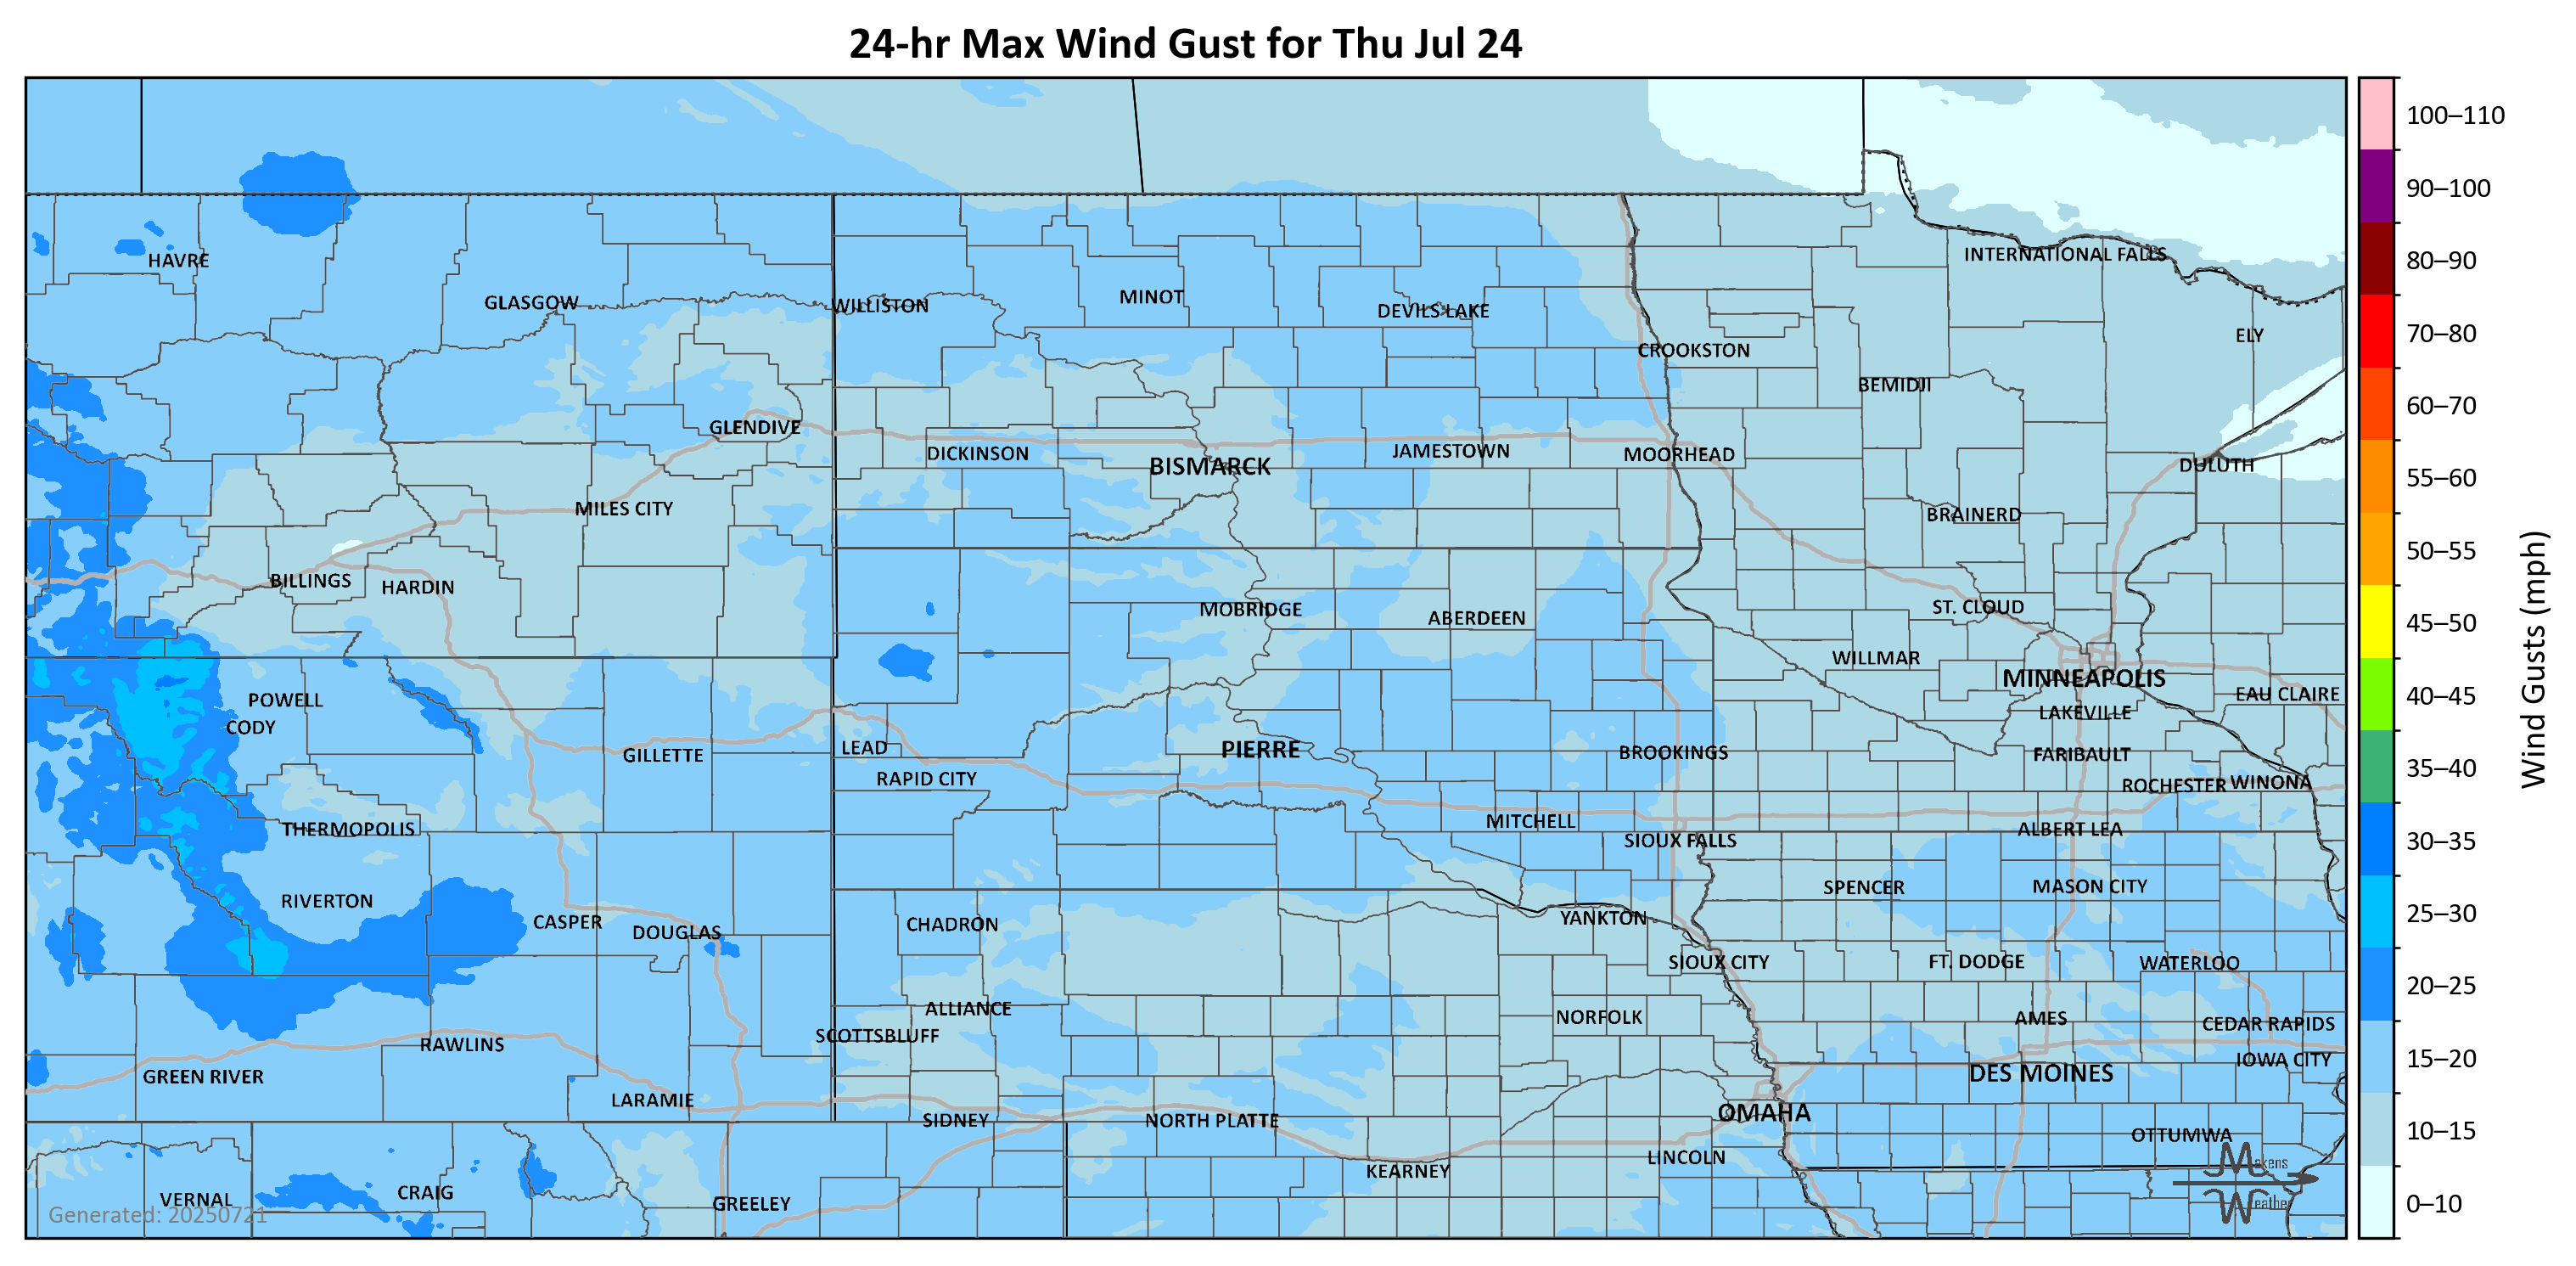 24-hr Max Wind Gust for Thu Jul 24
100–110
90–100
80–90
70–80
60–70
55–60
50–55
45–50
40–45
35–40
30–35
25–30
20–25
15–20
10–15
0–10
Wind Gusts (mph)
HAVRE
INTERNATIONAL FALLS
GLASGOW
WILLISTON
MINOT
DEVILS LAKE
ELY
CROOKSTON
BEMIDJI
GLENDIVE
DICKINSON
BISMARCK
JAMESTOWN
MOORHEAD
DULUTH
MILES CITY
BRAINERD
BILLINGS
HARDIN
MOBRIDGE
ABERDEEN
ST. CLOUD
WILLMAR
MINNEAPOLIS
EAU CLAIRE
POWELL
CODY
LAKEVILLE
GILLETTE
LEAD
PIERRE
BROOKINGS
FARIBAULT
RAPID CITY
ROCHESTER
WINONA
THERMOPOLIS
MITCHELL
SIOUX FALLS
ALBERT LEA
RIVERTON
SPENCER
MASON CITY
CASPER
DOUGLAS
CHADRON
YANKTON
SIOUX CITY
FT. DODGE
WATERLOO
ALLIANCE
NORFOLK
AMES
CEDAR RAPIDS
SCOTTSBLUFF
RAWLINS
IOWA CITY
GREEN RIVER
DES MOINES
LARAMIE
SIDNEY
NORTH PLATTE
OMAHA
OTTUMWA
LINCOLN
KEARNEY
VERNAL
CRAIG
GREELEY
Generated: 20250721
Makens
Weather